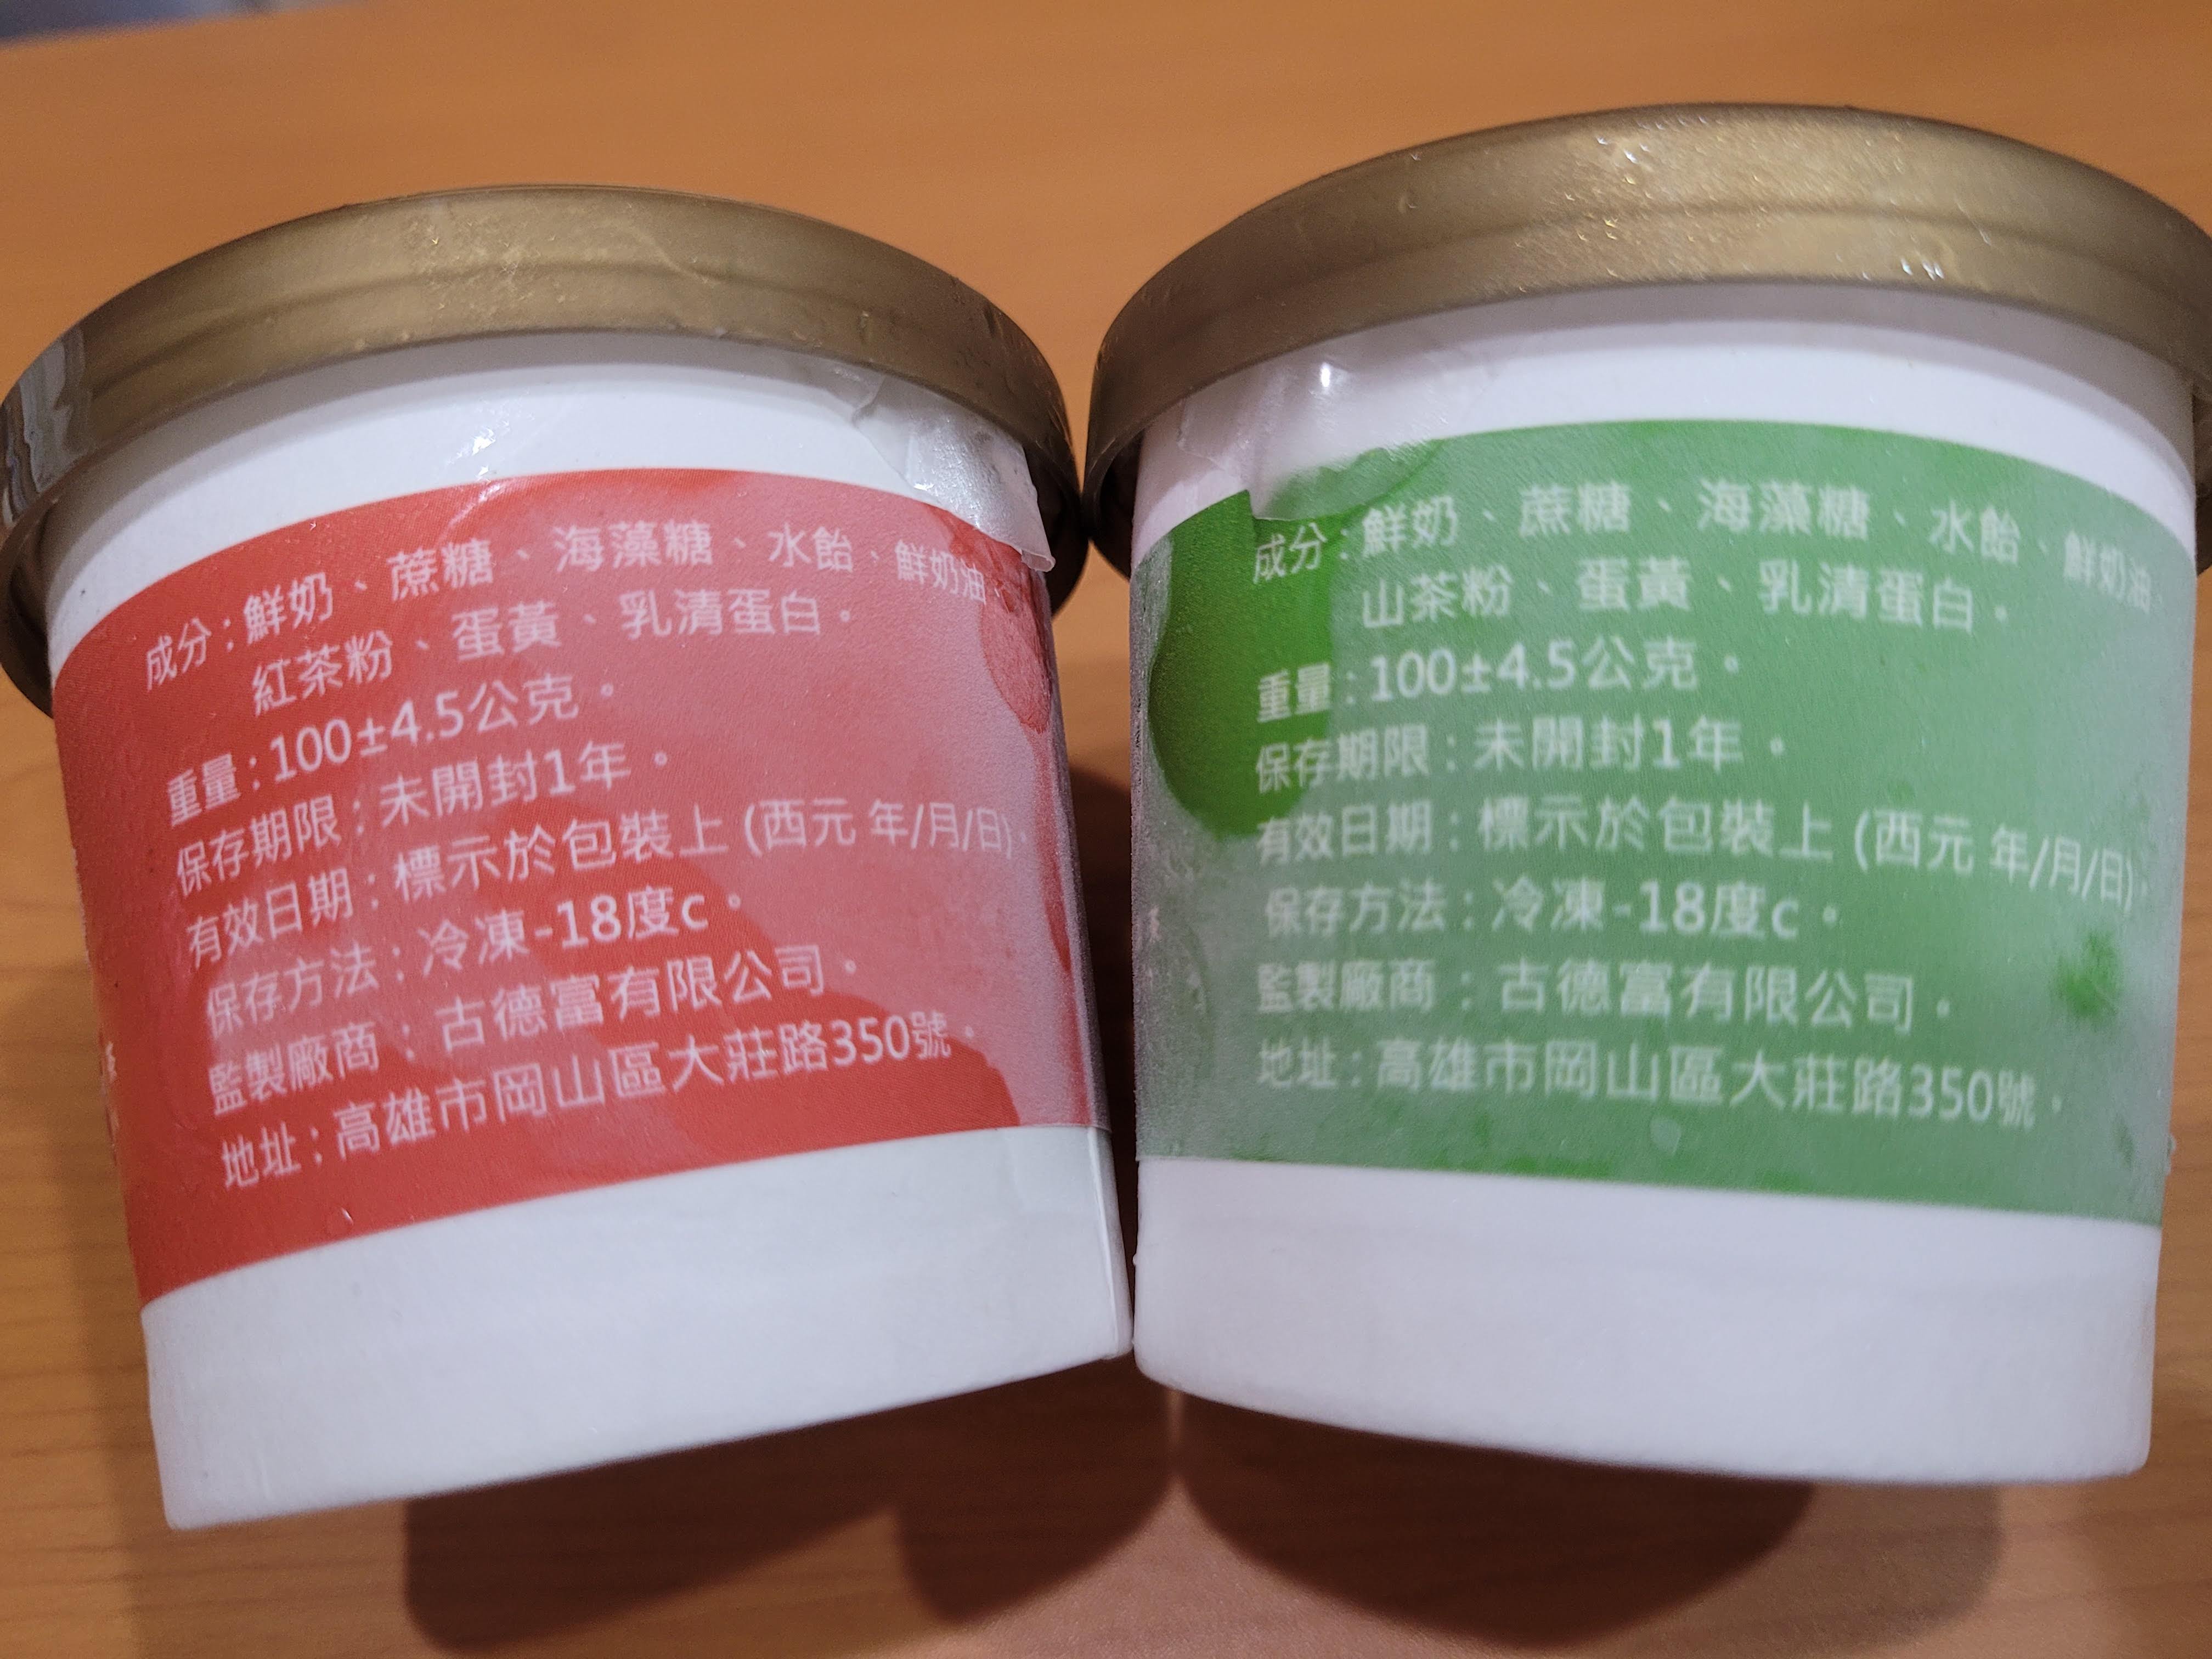 成分：鮮奶、蔗糖、海藻糖、水飴、鮮奶油
紅茶粉、蛋黃、乳清蛋白。
重量：100±4.5公克。
保存期限：未開封1年。
有效日期：標示於包裝上 (西元 年/月/日)。
保存方法：冷凍-18度c。
監製廠商：古德富有限公司。
地址：高雄市岡山區大莊路350號。
成分：鮮奶、蔗糖、海藻糖、水飴、鮮奶油
山茶粉、蛋黃、乳清蛋白。
重量：100±4.5公克。
保存期限：未開封1年。
有效日期：標示於包裝上 (西元 年/月/日)。
保存方法：冷凍-18度c。
監製廠商：古德富有限公司。
地址：高雄市岡山區大莊路350號。